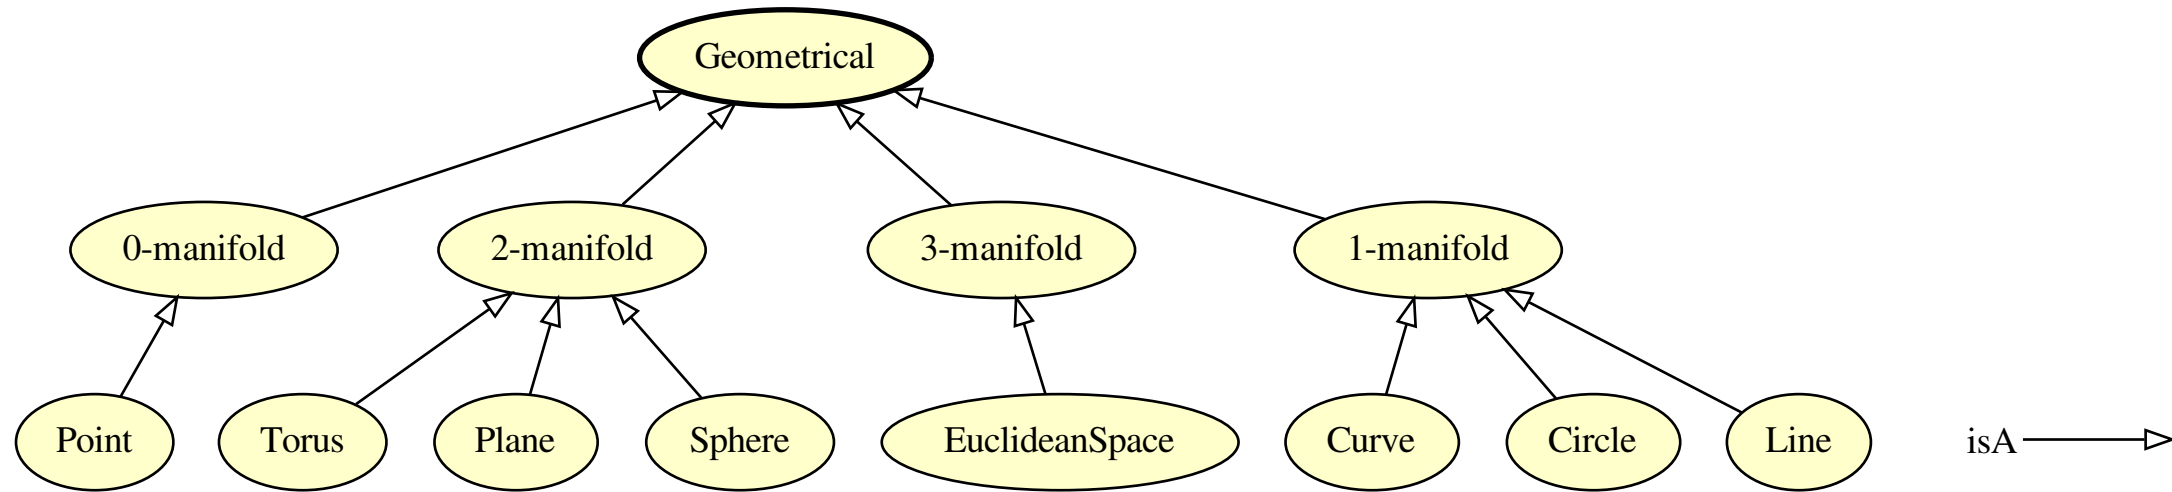 Geometrical
0-manifold
2-manifold
3-manifold
1-manifold
Point
Torus
Plane
Sphere
EuclideanSpace
Curve
Circle
Line
isA